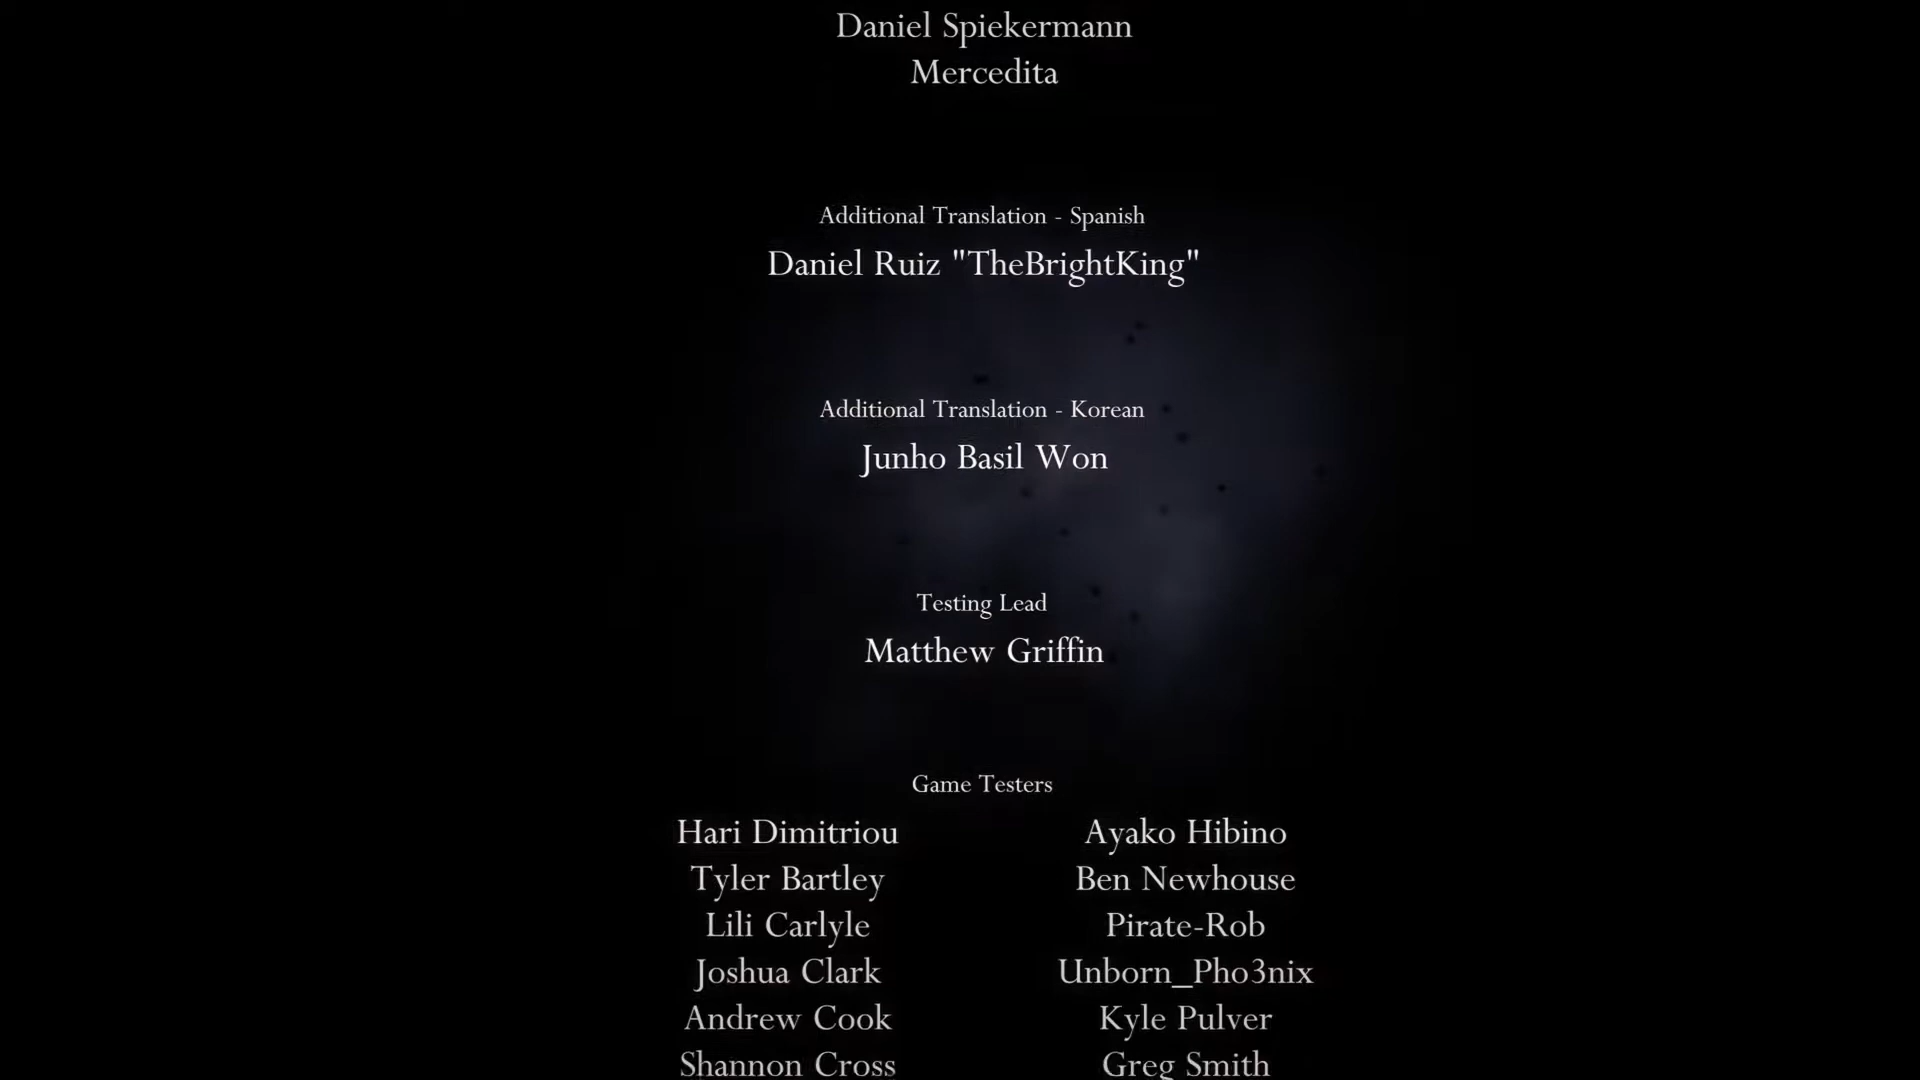 Daniel Spiekermann
Mercedita
Additional Translation - Spanish
Daniel Ruiz "TheBrightKing"
Additional Translation - Korean
Junho Basil Won
Testing Lead
Matthew Griffin
Game Testers
Hari Dimitriou
Tyler Bartley
Lili Carlyle
Joshua Clark
Andrew Cook
Shannon Cross
Ayako Hibino
Ben Newhouse
Pirate-Rob
Unborn_Pho3nix
Kyle Pulver
Greg Smith